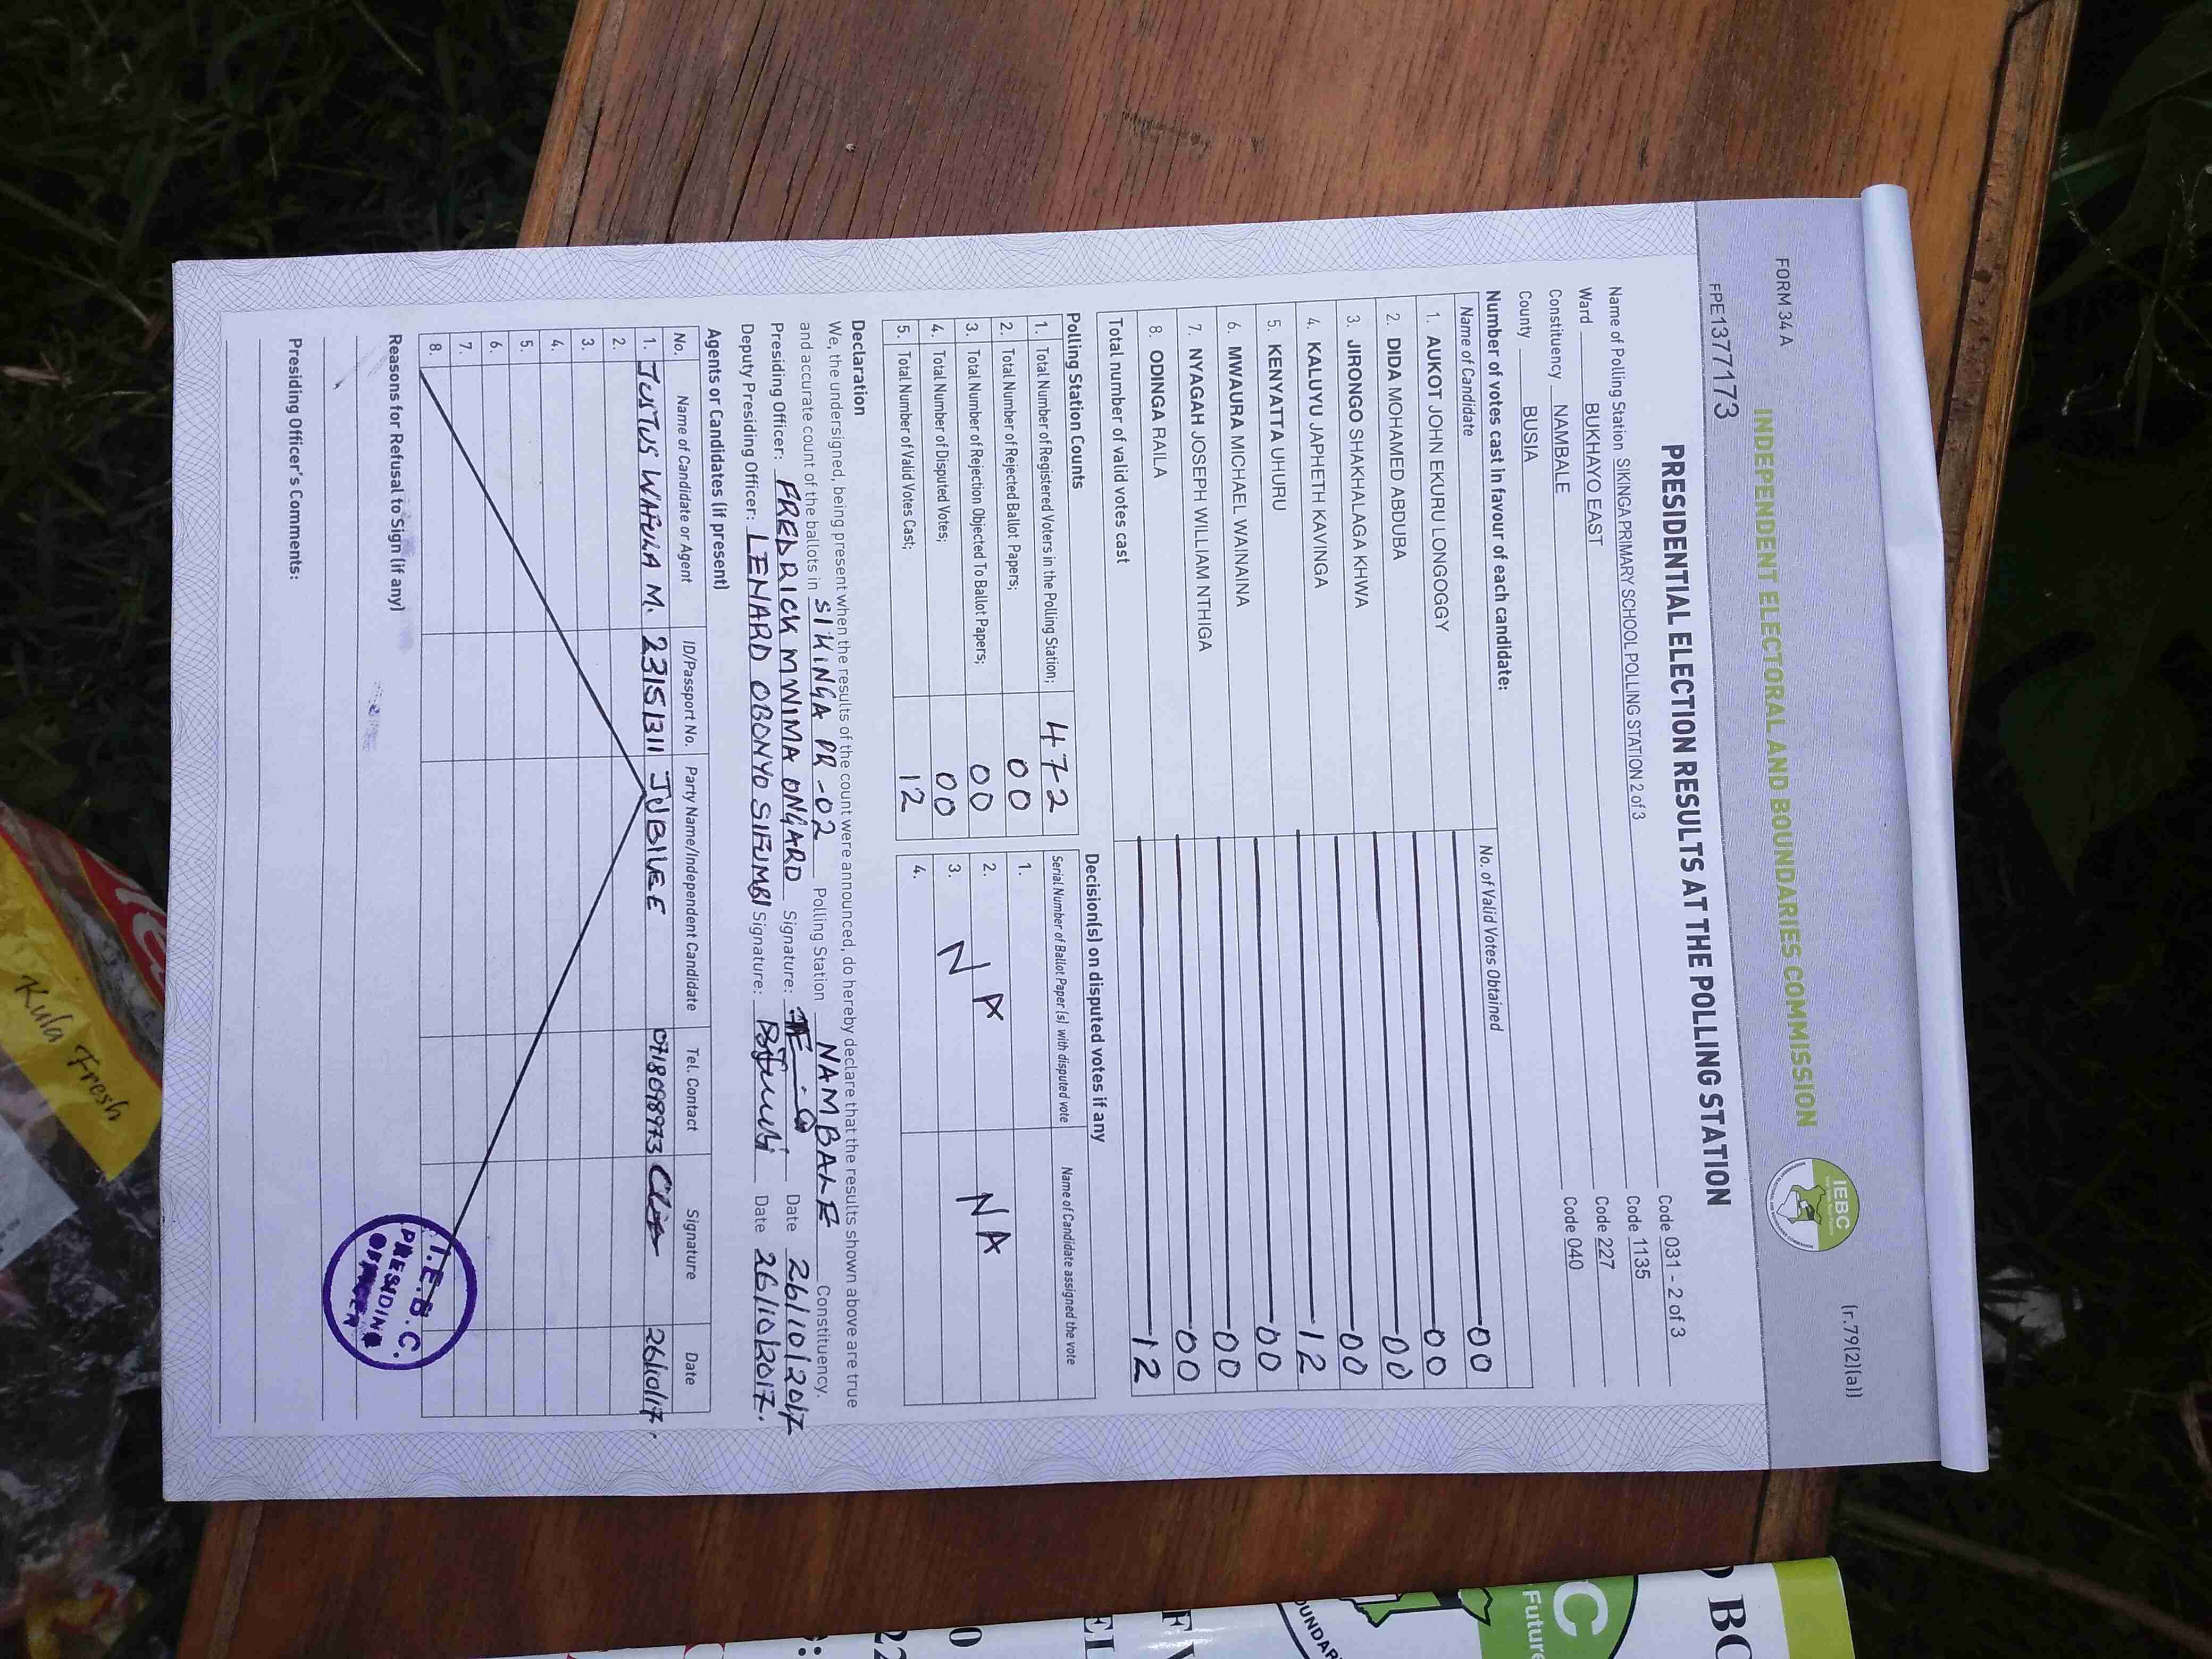 FORM 34 A
(r.79(2)(a))
INDEPENDENT ELECTORAL AND BOUNDARIES COMMISSION
IEBC
FPE1377173
PRESIDENTIAL ELECTION RESULTS AT THE POLLING STATION
Name of Polling Station SIKINGA PRIMARY SCHOOL POLLING STATION 2 of 3 Code 031 - 2 of 3
Ward BUKHAYO EAST Code 1135
Constituency NAMBALE Code 227
County BUSIA Code 040
Number of votes cast in favour of each candidate:
Name of Candidate No. of Valid Votes Obtained
1. AUKOT JOHN EKURU LONGOGGY 00
2. DIDA MOHAMED ABDUBA 00
3. JIRONGO SHAKHALAGA KHWA 00
4. KALUYU JAPHETH KAVINGA 00
5. KENYATTA UHURU 12
6. MWAURA MICHAEL WAINAINA 00
7. NYAGAH JOSEPH WILLIAM NTHIGA 00
8. ODINGA RAILA 00
Total number of valid votes cast 12
Polling Station Counts
1. Total Number of Registered Voters in the Polling Station; 472
2. Total Number of Rejected Ballot Papers; 00
3. Total Number of Rejection Objected To Ballot Papers; 00
4. Total Number of Disputed Votes; 00
5. Total Number of Valid Votes Cast; 12
Decision(s) on disputed votes if any
Serial Number of Ballot Paper (s) with disputed vote Name of Candidate assigned the vote
1.
2.
3.
4.
N A N A
Declaration
We, the undersigned, being present when the results of the count were announced, do hereby declare that the results shown above are true
and accurate count of the ballots in SIKINGA PR - 02 Polling Station NAMBALE Constituency.
Presiding Officer: FREDRICK MWIMA ONGARO Signature: Date 26/10/2017
Deputy Presiding Officer: LENARD OBONYO SIFUMBI Signature: Date 26/10/2017.
Agents or Candidates (if present)
No. Name of Candidate or Agent ID/Passport No. Party Name/Independent Candidate Tel. Contact Signature Date
1. JUSTUS WAFULA M. 23151311 JUBILEE 0718098973 26/10/17.
2.
3.
4.
5.
6.
7.
8.
Reasons for Refusal to Sign (if any)
I.E.B.C.
PRESIDING
OFFICER
Presiding Officer's Comments:
Kula Fresh
BO
C
Future